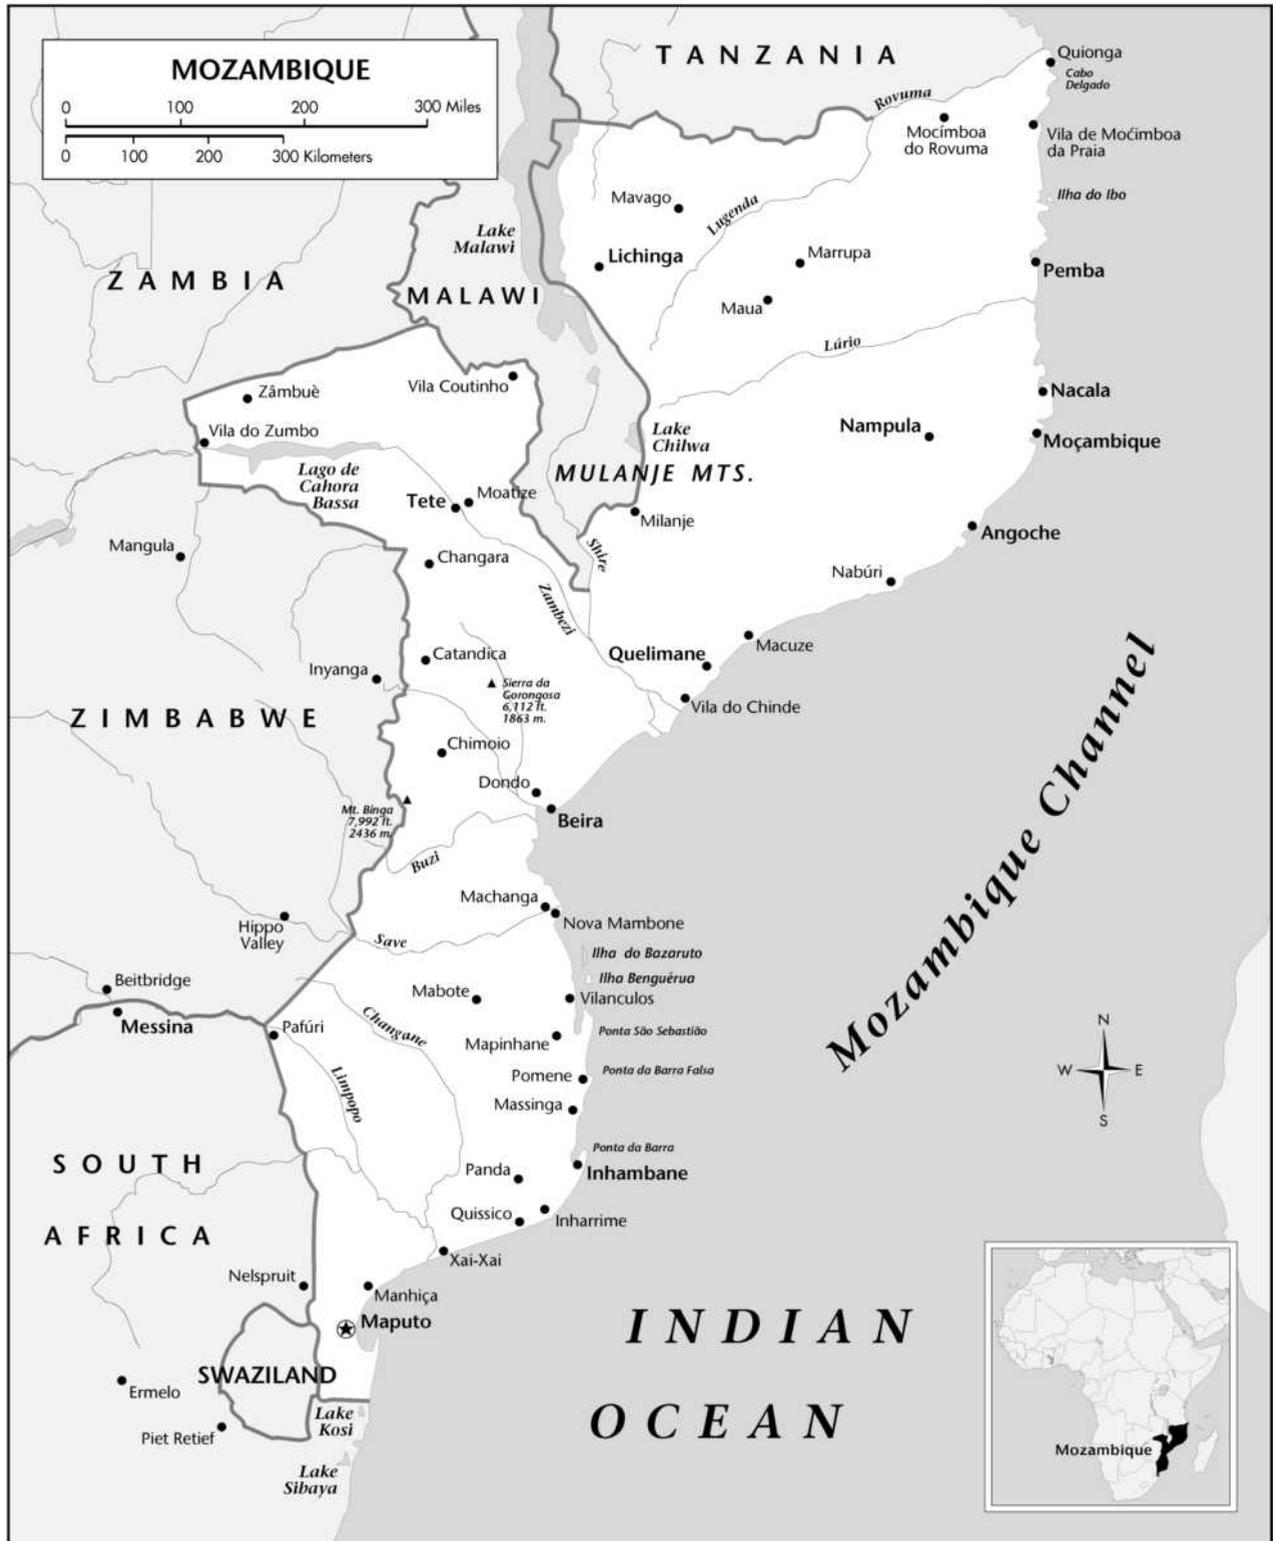 MOZAMBIQUE
0 100 200 300 Miles
0 100 200 300 Kilometers
TANZANIA
Quionga
Cabo
Delgado
Rovuma
Mocímboa
do Rovuma
Vila de Moćimboa
da Praia
Ilha do Ibo
Mavago
Lugenda
Lake
Malawi
Lichinga
Marrupa
Pemba
ZAMBIA
MALAWI
Maua
Lúrio
Zâmbuè
Vila Coutinho
Nacala
Vila do Zumbo
Lake
Chilwa
Nampula
Moçambique
Lago de
Cahora
Bassa
MULANJE MTS.
Tete
Moatize
Milanje
Angoche
Mangula
Changara
Shire
Nabúri
Zambezi
Macuze
Catandica
Quelimane
Inyanga
Sierra da
Gorongosa
6,112 ft.
1863 m.
Vila do Chinde
ZIMBABWE
Chimoio
Dondo
Mt. Binga
7,992 ft.
2436 m.
Beira
Buzi
Mozambique Channel
Machanga
Nova Mambone
Hippo
Valley
Save
Ilha do Bazaruto
Ilha Benguérua
Beitbridge
Mabote
Vilanculos
Messina
Pafúri
Changane
Mapinhane
Ponta São Sebastião
N
W E
S
Limpopo
Pomene
Ponta da Barra Falsa
Massinga
Ponta da Barra
SOUTH
AFRICA
Panda
Inhambane
Quissico
Inharrime
Xai-Xai
Nelspruit
Manhiça
Maputo
INDIAN
OCEAN
SWAZILAND
Ermelo
Lake
Kosi
Piet Retief
Lake
Sibaya
Mozambique